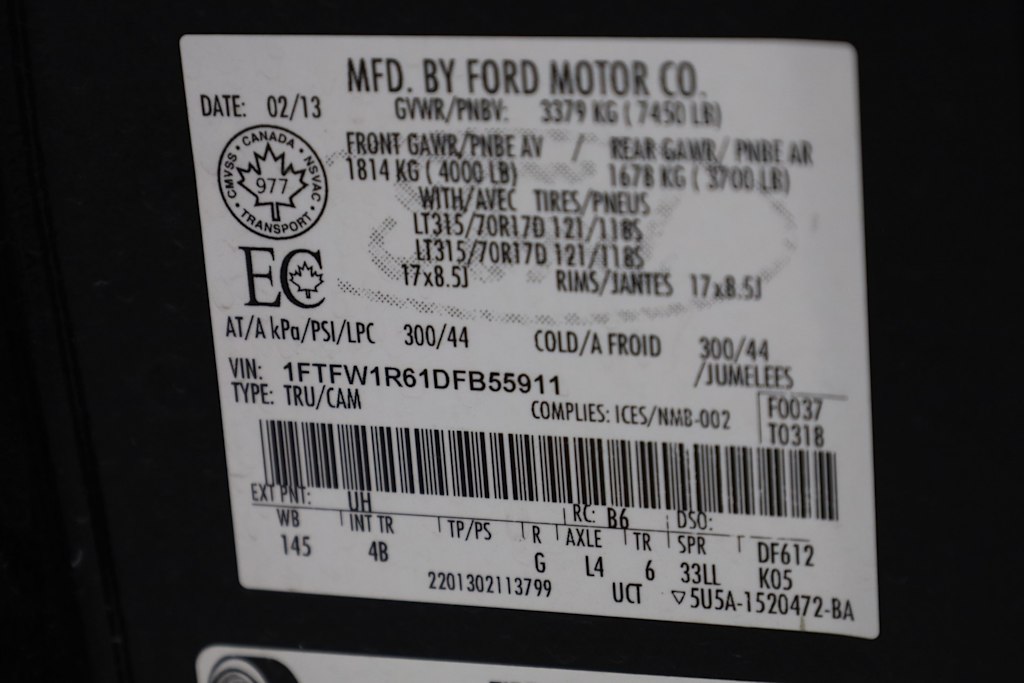 MFD. BY FORD MOTOR CO.
DATE: 02/13 GVWR/PNBV: 3379 KG ( 7450 LB)
FRONT GAWR/PNBE AV / REAR GAWR/ PNBE AR
1814 KG ( 4000 LB) 1678 KG ( 3700 LB)
CANADA
CMVSS 977 NSVAC
TRANSPORT
WITH/AVEC TIRES/PNEUS
LT315/70R17D 121/118S
LT315/70R17D 121/118S
EC
17x8.5J RIMS/JANTES 17x8.5J
AT/A kPa/PSI/LPC 300/44 COLD/A FROID 300/44
VIN: 1FTFW1R61DFB55911 /JUMELEES
TYPE: TRU/CAM COMPLIES: ICES/NMB-002 F0037
T0318
EXT PNT: UH RC: B6 DSO:
WB INT TR TP/PS R AXLE TR SPR DF612
145 4B G L4 6 33LL K05
2201302113799 UCT ▽5U5A-1520472-BA